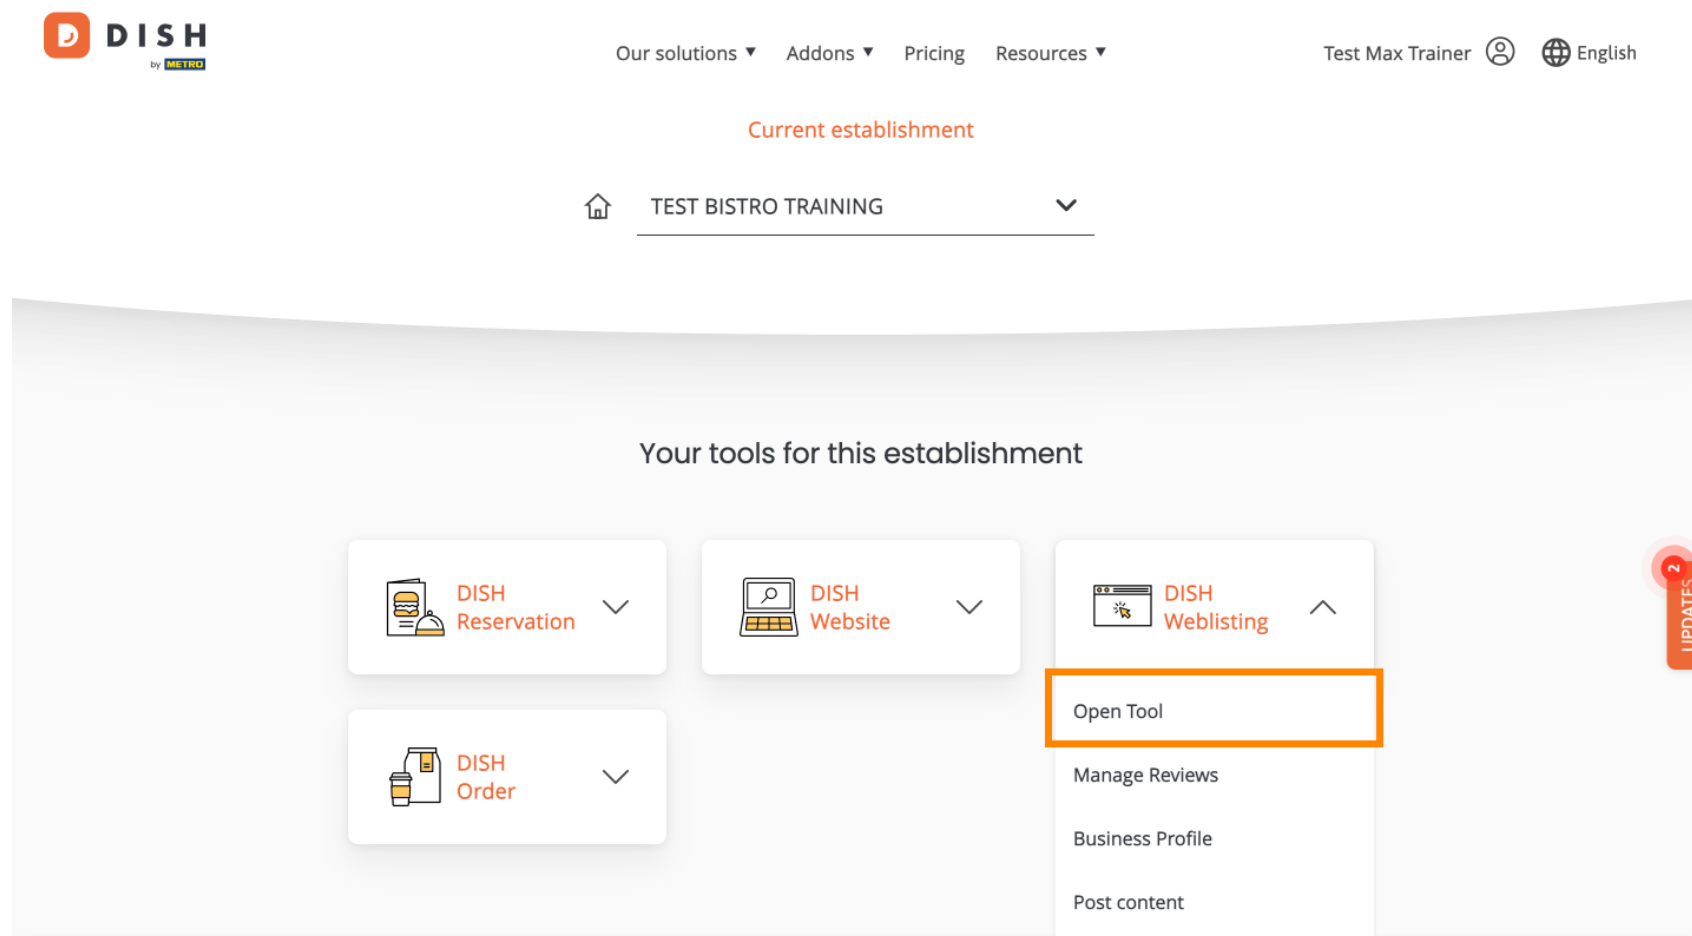 DISH
by METRO
Our solutions ▼ Addons ▼ Pricing Resources ▼
Test Max Trainer English
Current establishment
TEST BISTRO TRAINING
Your tools for this establishment
DISH
Reservation
DISH
Website
DISH
Weblisting
Open Tool
Manage Reviews
Business Profile
Post content
DISH
Order
2
UPDATES